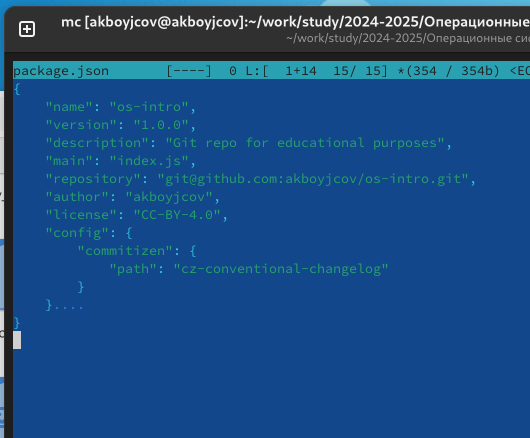 mc [akboyjcov@akboyjcov]:~/work/study/2024-2025/Операционные
~/work/study/2024-2025/Операционные сис
package.json       [----]  0 L:[  1+14  15/ 15] *(354 / 354b) <EO
{
    "name": "os-intro",
    "version": "1.0.0",
    "description": "Git repo for educational purposes",
    "main": "index.js",
    "repository": "git@github.com:akboyjcov/os-intro.git",
    "author": "akboyjcov",
    "license": "CC-BY-4.0",
    "config": {
        "commitizen": {
            "path": "cz-conventional-changelog"
        }
    }....
}